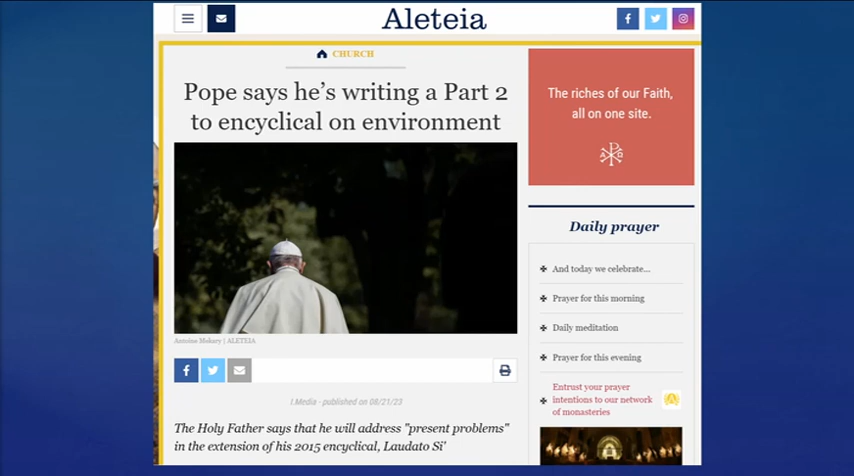 Aleteia
CHURCH
Pope says he's writing a Part 2
to encyclical on environment
Antoine Mekary | ALETEIA
I.Media - published on 08/21/23
The Holy Father says that he will address "present problems"
in the extension of his 2015 encyclical, Laudato Si'
The riches of our Faith,
all on one site.
Daily prayer
And today we celebrate...
Prayer for this morning
Daily meditation
Prayer for this evening
Entrust your prayer
intentions to our network
of monasteries